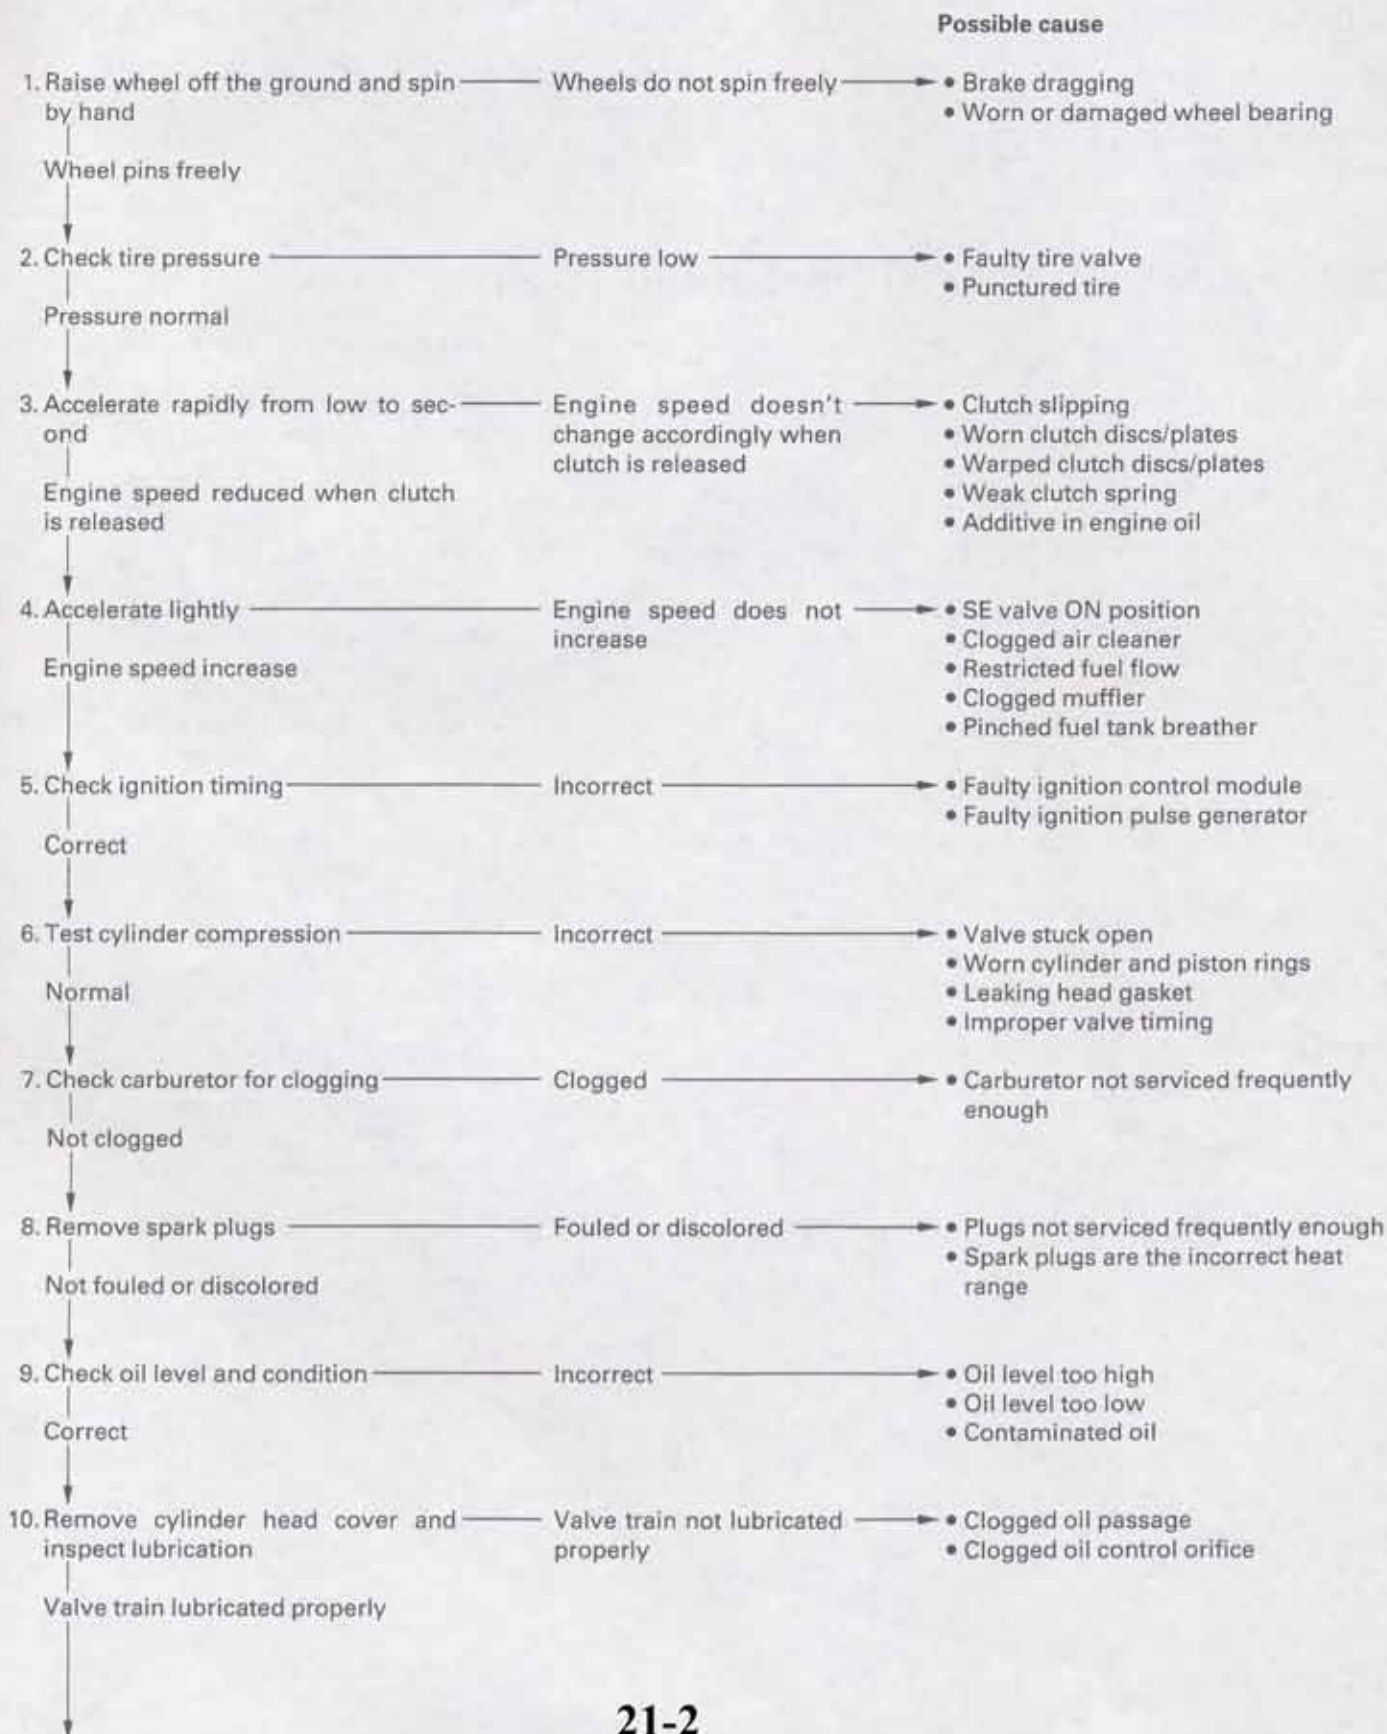 Possible cause
1. Raise wheel off the ground and spin
by hand
Wheels do not spin freely
• Brake dragging
• Worn or damaged wheel bearing
Wheel pins freely
2. Check tire pressure
Pressure low
• Faulty tire valve
• Punctured tire
Pressure normal
3. Accelerate rapidly from low to sec-
ond
Engine speed doesn't
change accordingly when
clutch is released
• Clutch slipping
• Worn clutch discs/plates
• Warped clutch discs/plates
• Weak clutch spring
• Additive in engine oil
Engine speed reduced when clutch
is released
4. Accelerate lightly
Engine speed does not
increase
• SE valve ON position
• Clogged air cleaner
• Restricted fuel flow
• Clogged muffler
• Pinched fuel tank breather
Engine speed increase
5. Check ignition timing
Incorrect
• Faulty ignition control module
• Faulty ignition pulse generator
Correct
6. Test cylinder compression
Incorrect
• Valve stuck open
• Worn cylinder and piston rings
• Leaking head gasket
• Improper valve timing
Normal
7. Check carburetor for clogging
Clogged
• Carburetor not serviced frequently
enough
Not clogged
8. Remove spark plugs
Fouled or discolored
• Plugs not serviced frequently enough
• Spark plugs are the incorrect heat
range
Not fouled or discolored
9. Check oil level and condition
Incorrect
• Oil level too high
• Oil level too low
• Contaminated oil
Correct
10. Remove cylinder head cover and
inspect lubrication
Valve train not lubricated
properly
• Clogged oil passage
• Clogged oil control orifice
Valve train lubricated properly
21-2